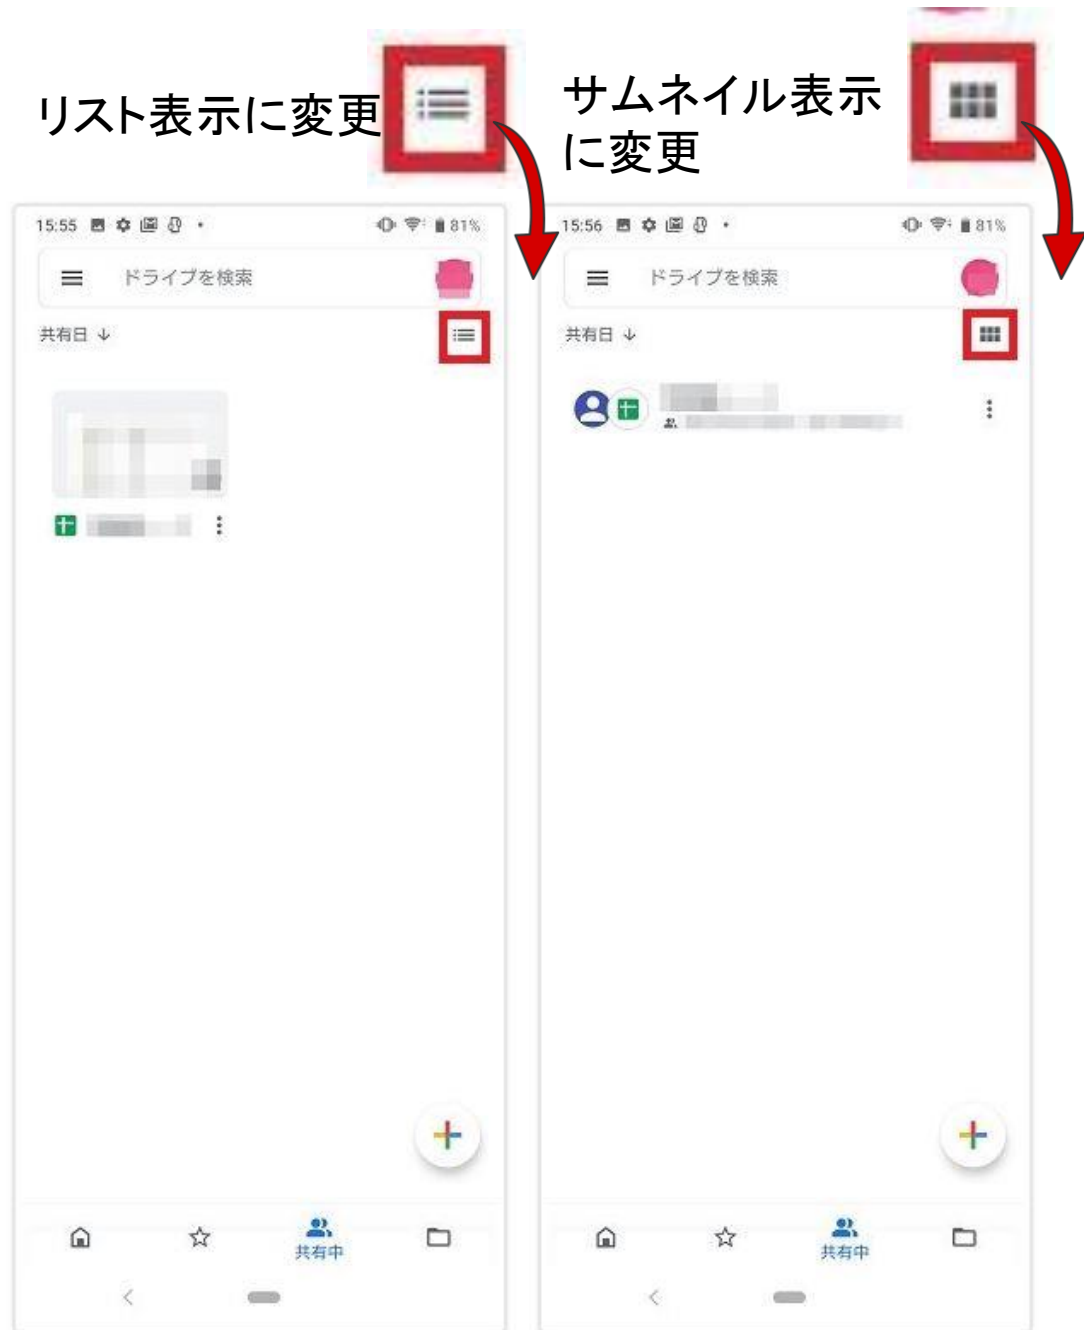 リスト表示に変更
サムネイル表示
に変更
15:55
81%
ドライブを検索
共有日 ↓
共有中
15:56
81%
ドライブを検索
共有日 ↓
共有中